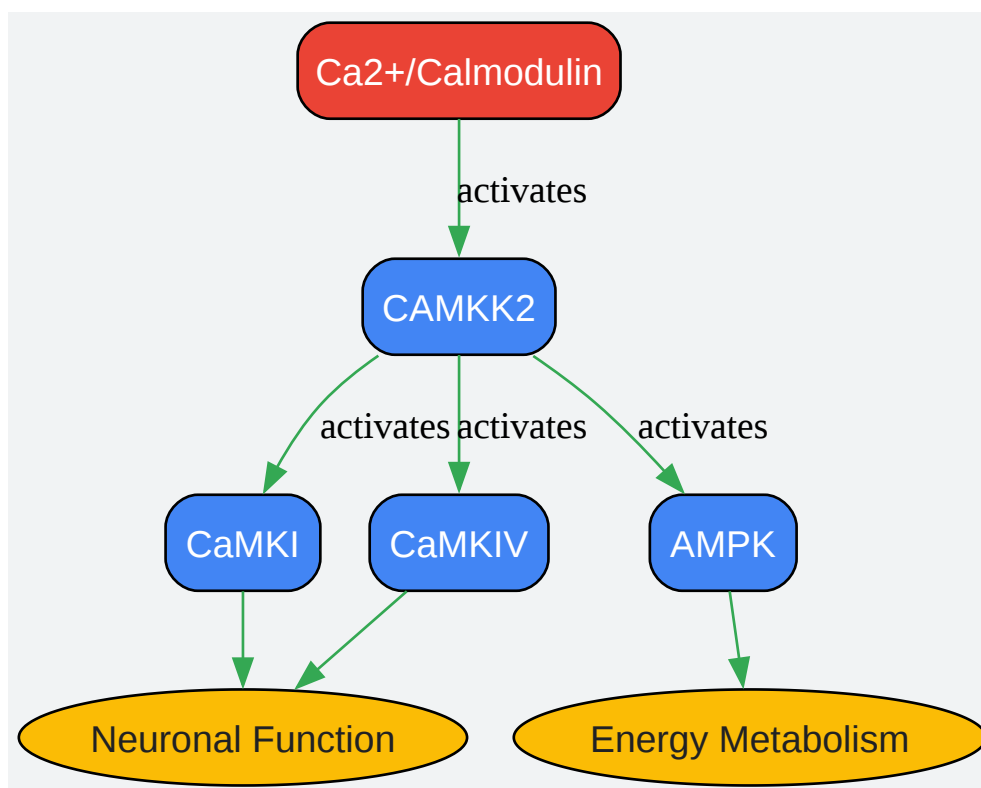 Ca2+/Calmodulin
activates
CAMKK2
activates
activates
activates
CaMKI
CaMKIV
AMPK
Neuronal Function
Energy Metabolism